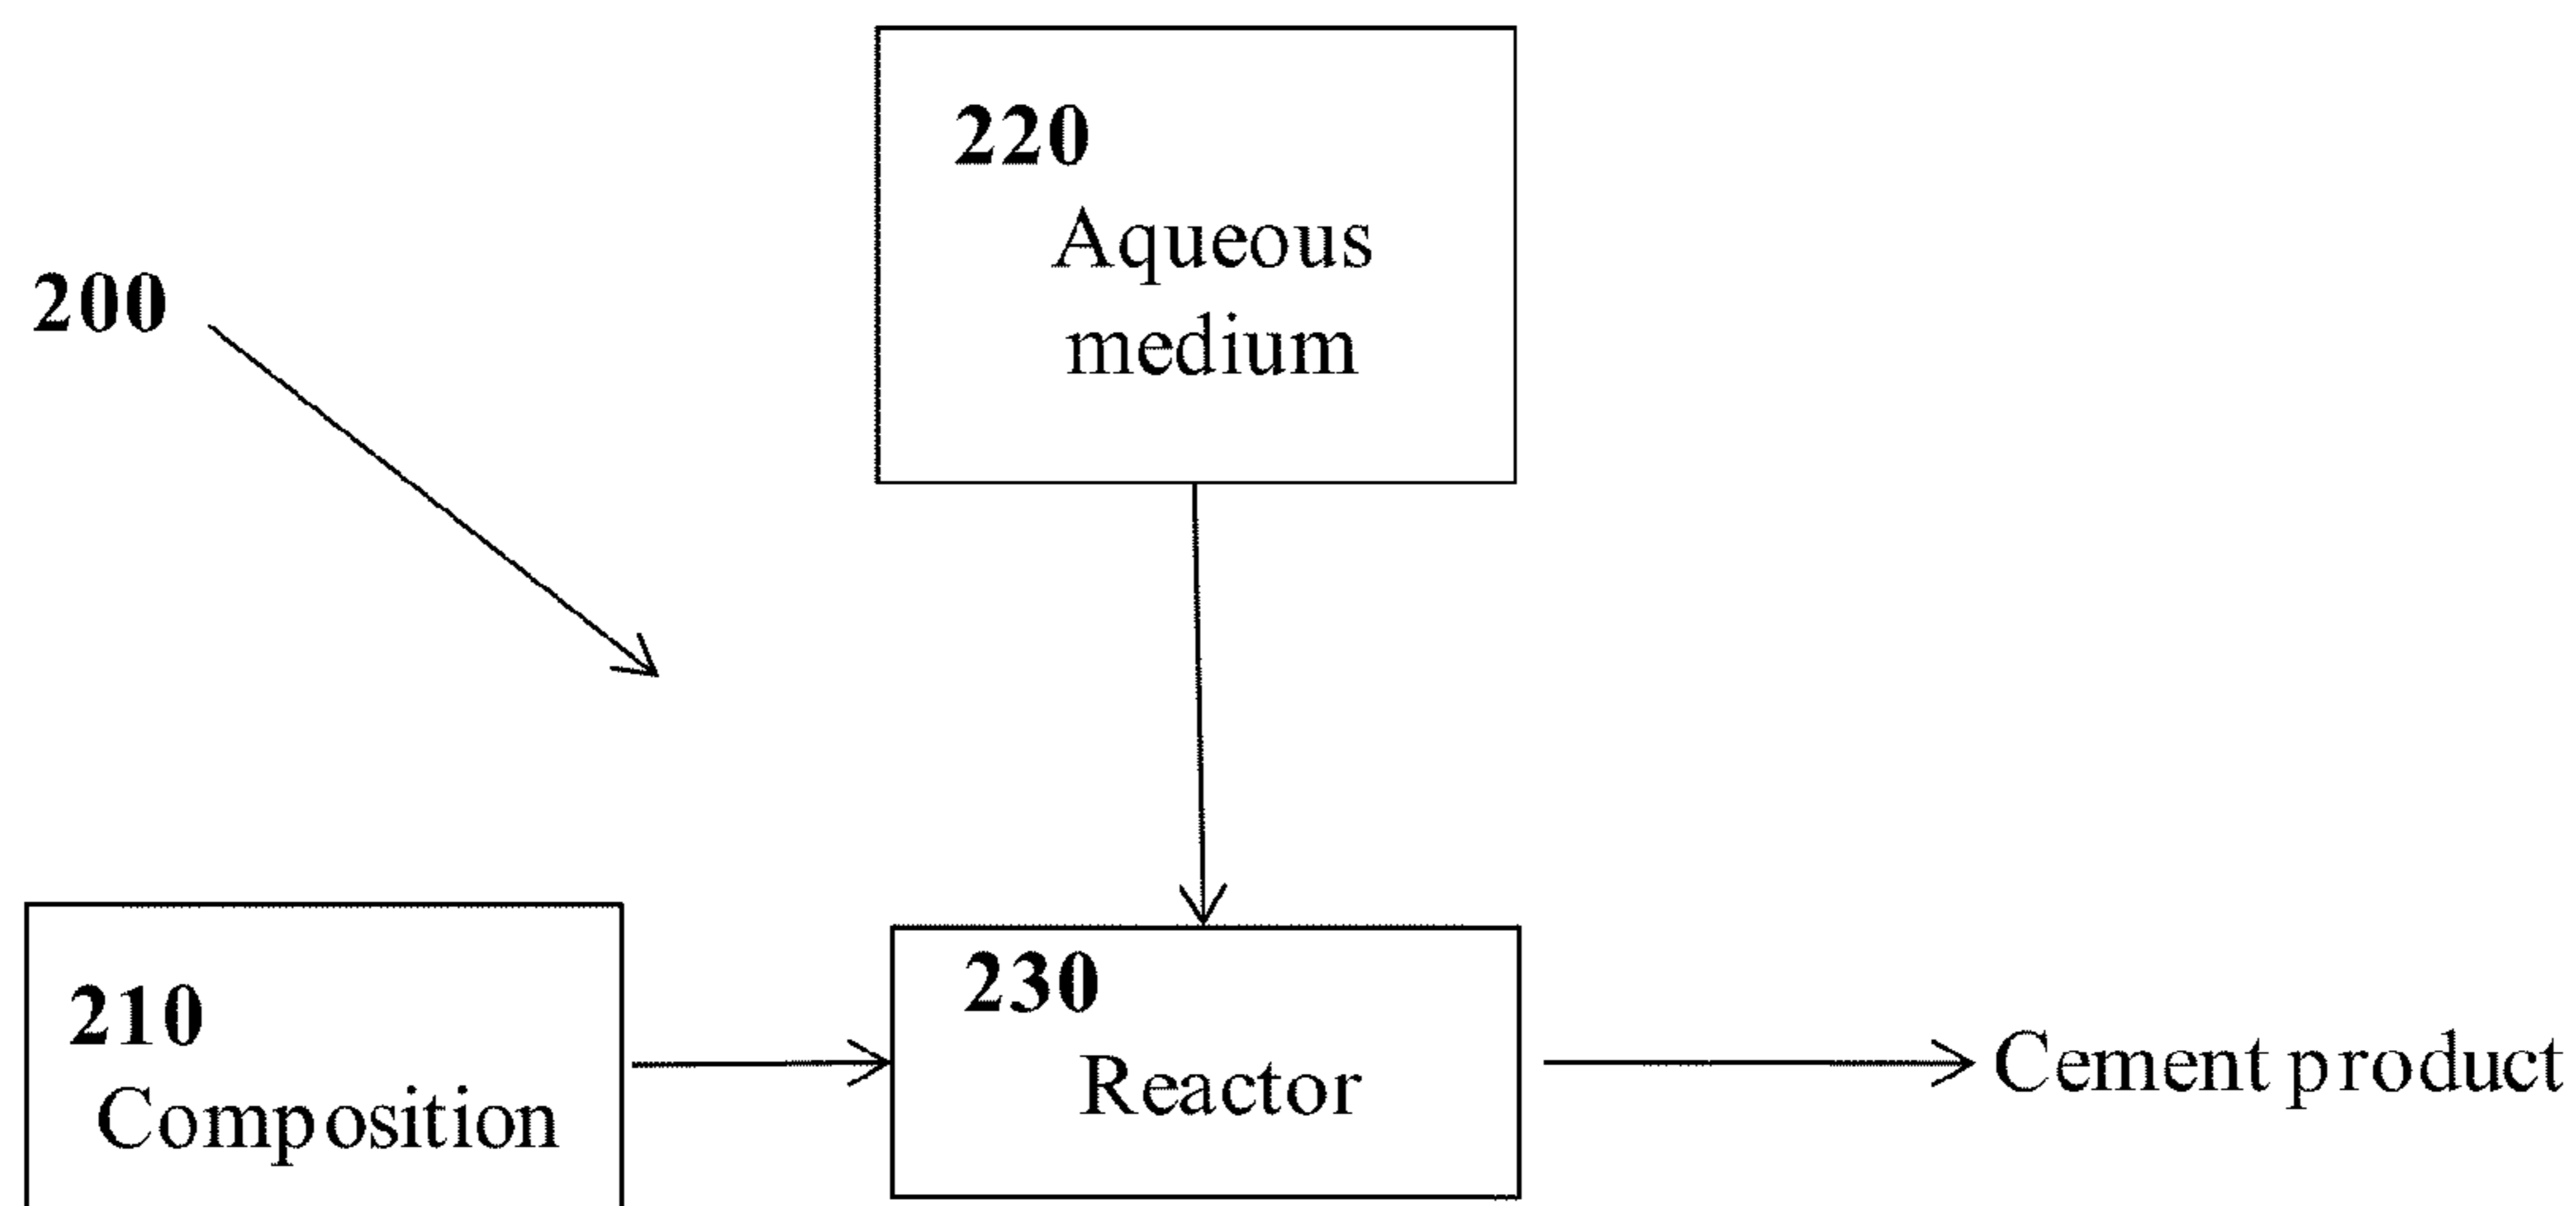 220
Aqueous
medium
200
210
Composition
230
Reactor
Cement product